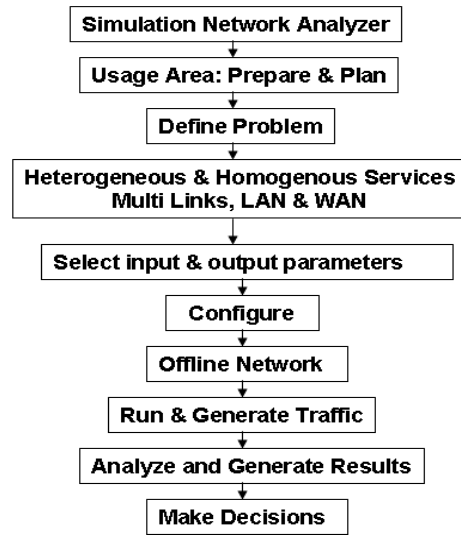 Simulation Network Analyzer
Usage Area: Prepare & Plan
Define Problem
Heterogeneous & Homogenous Services
Multi Links, LAN & WAN
Select input & output parameters
Configure
Offline Network
Run & Generate Traffic
Analyze and Generate Results
Make Decisions